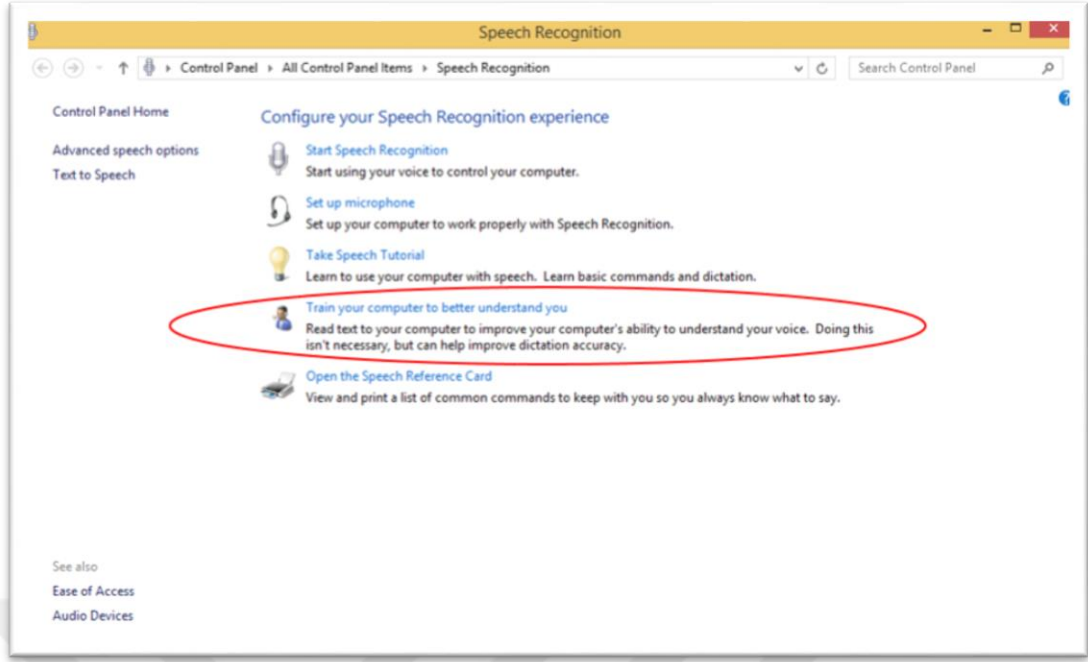 Speech Recognition
Control Panel All Control Panel Items Speech Recognition
Search Control Panel
Control Panel Home
Advanced speech options
Text to Speech
Configure your Speech Recognition experience
Start Speech Recognition
Start using your voice to control your computer.
Set up microphone
Set up your computer to work properly with Speech Recognition.
Take Speech Tutorial
Learn to use your computer with speech. Learn basic commands and dictation.
Train your computer to better understand you
Read text to your computer to improve your computer's ability to understand your voice. Doing this
isn't necessary, but can help improve dictation accuracy.
Open the Speech Reference Card
View and print a list of common commands to keep with you so you always know what to say.
See also
Ease of Access
Audio Devices